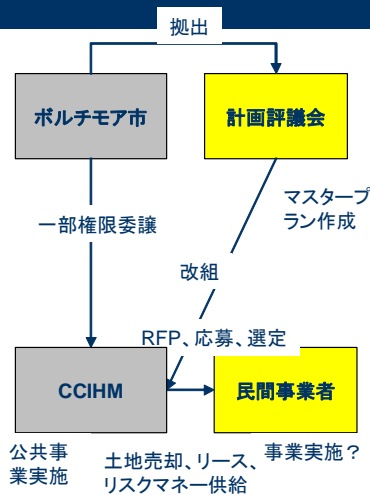 拠出
ボルチモア市
計画評議会
マスタープ
ラン作成
一部権限委譲
改組
RFP、応募、選定
CCIHM
民間事業者
公共事
業実施
土地売却、リース、
リスクマネー供給
事業実施？